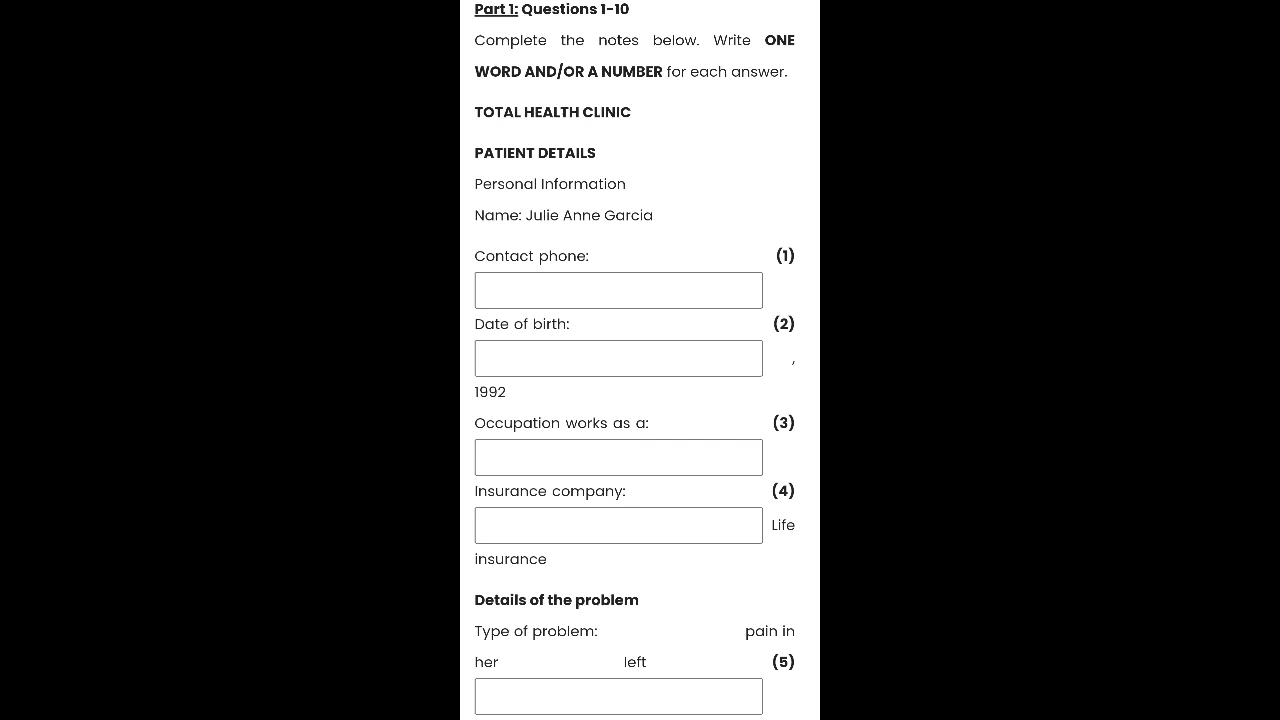 Part 1: Questions 1-10
Complete the notes below. Write ONE
WORD AND/OR A NUMBER for each answer.
TOTAL HEALTH CLINIC
PATIENT DETAILS
Personal Information
Name: Julie Anne Garcia
Contact phone: (1)
Date of birth: (2)
,
1992
Occupation works as a: (3)
Insurance company: (4)
Life
insurance
Details of the problem
Type of problem: pain in
her left (5)